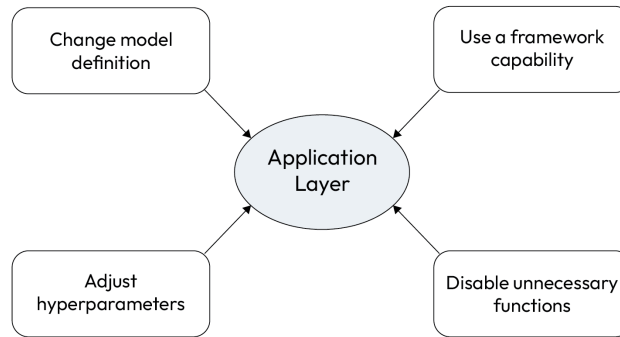 Change model
definition
Use a framework
capability
Application
Layer
Adjust
hyperparameters
Disable unnecessary
functions